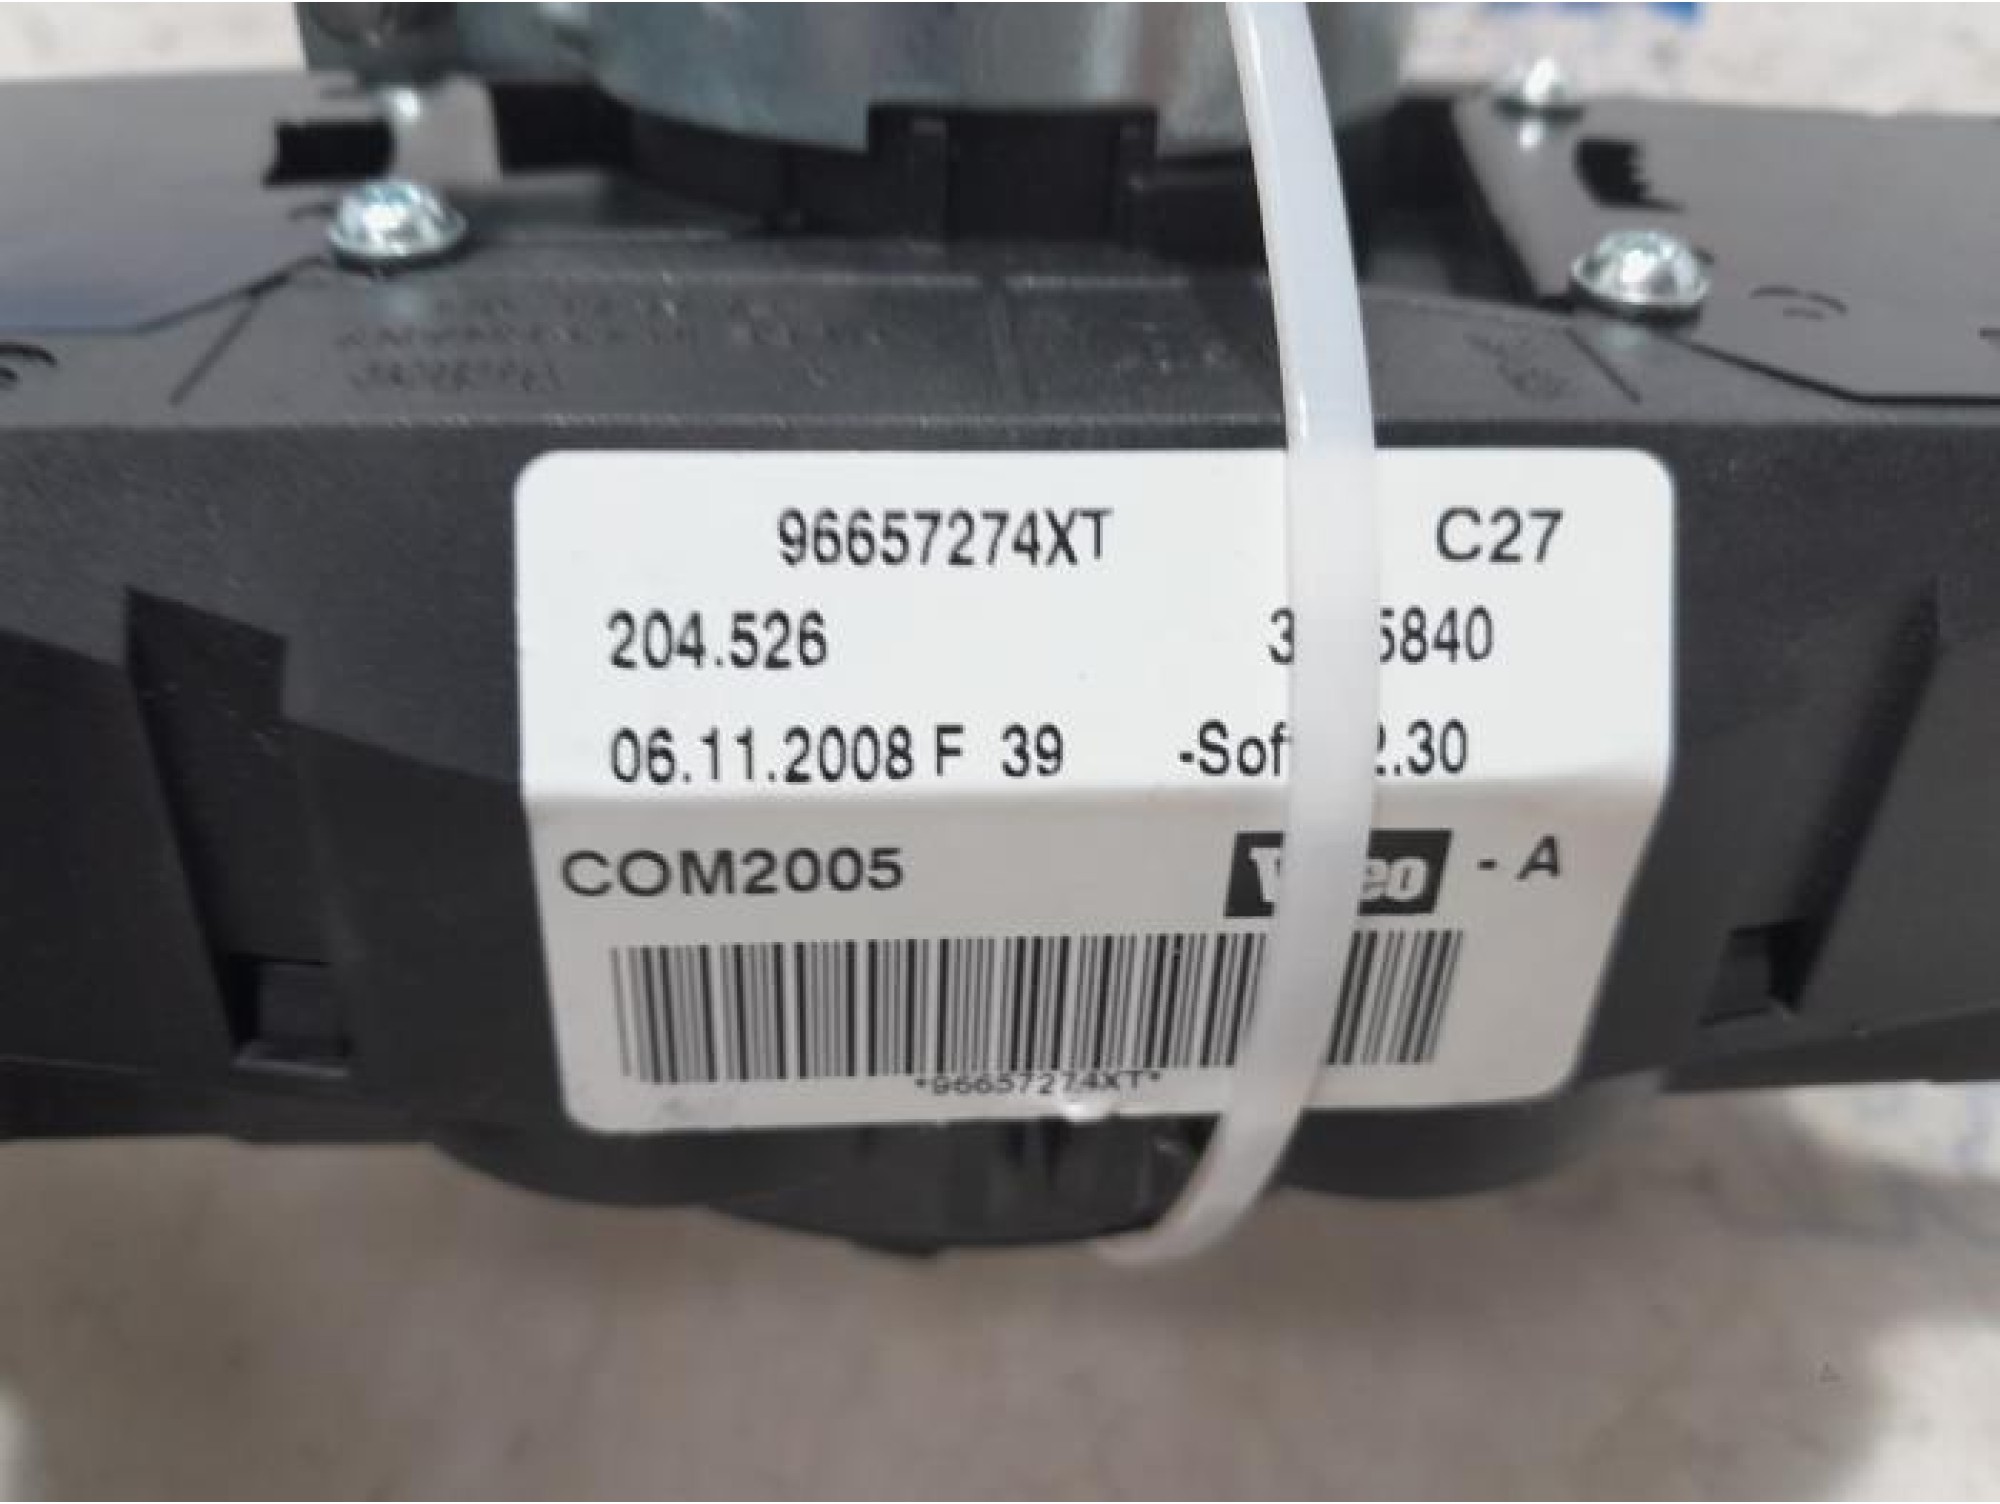 96657274XT C27
204.526
06.11.2008 F 39
COM2005 - A
*96657274XT*